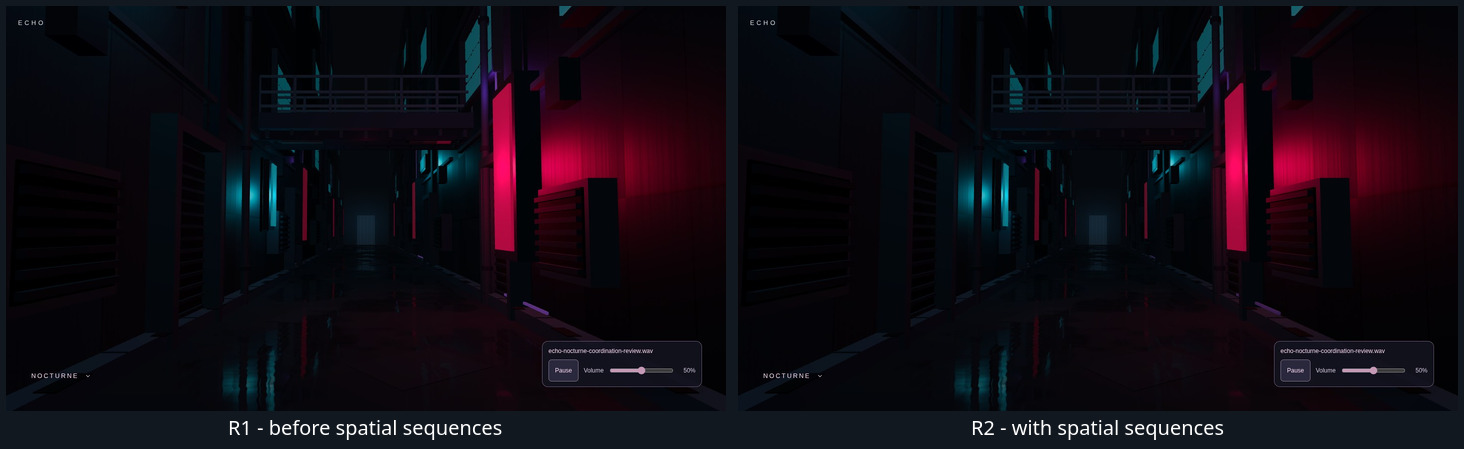 ECHO
echo-nocturne-coordination-review.wav
Pause Volume 50%
NOCTURNE
R1 - before spatial sequences
ECHO
echo-nocturne-coordination-review.wav
Pause Volume 50%
NOCTURNE
R2 - with spatial sequences